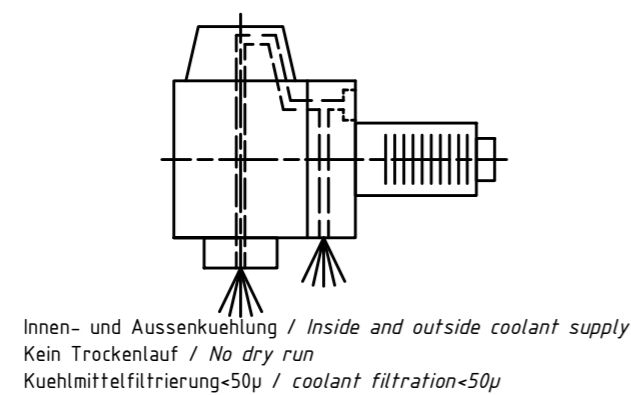 Innen- und Aussenkuehlung / Inside and outside coolant supply
Kein Trockenlauf / No dry run
Kuehlmittelfiltrierung<50µ / coolant filtration<50µ